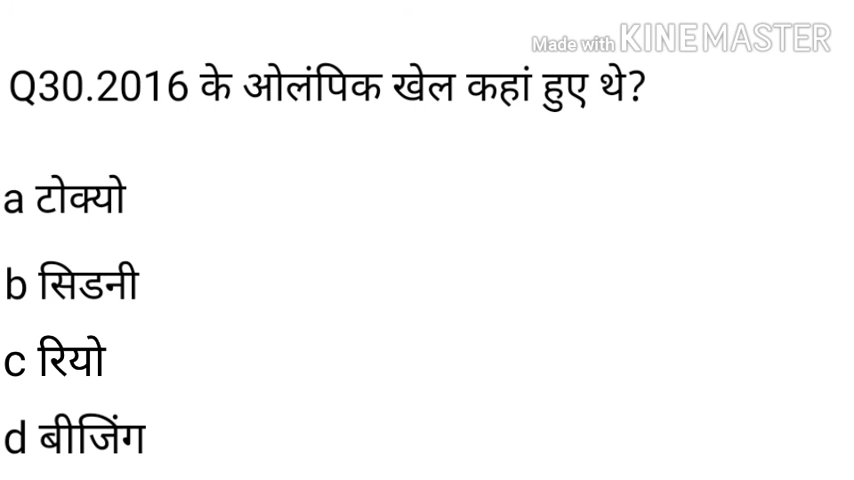 Made with KINEMASTER
Q30.2016 के ओलंपिक खेल कहां हुए थे?
a टोक्यो
b सिडनी
c रियो
d बीजिंग